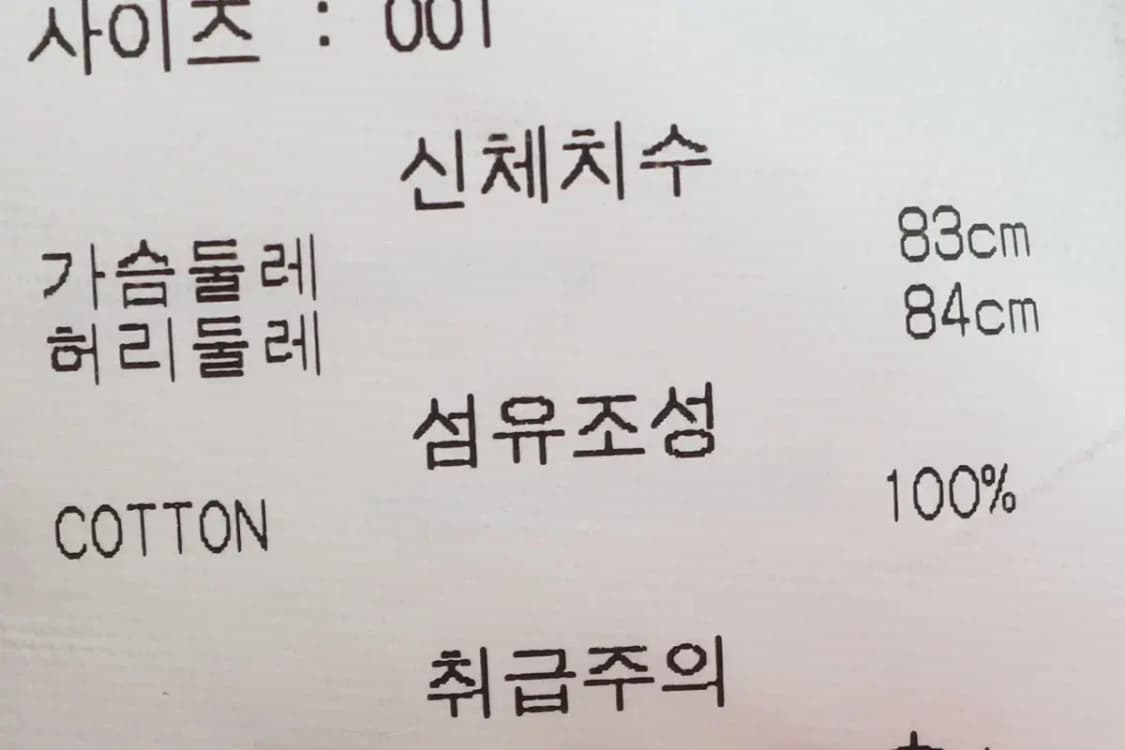 사이즈 : 001
신체치수
가슴둘레 83cm
허리둘레 84cm
섬유조성
COTTON 100%
취급주의